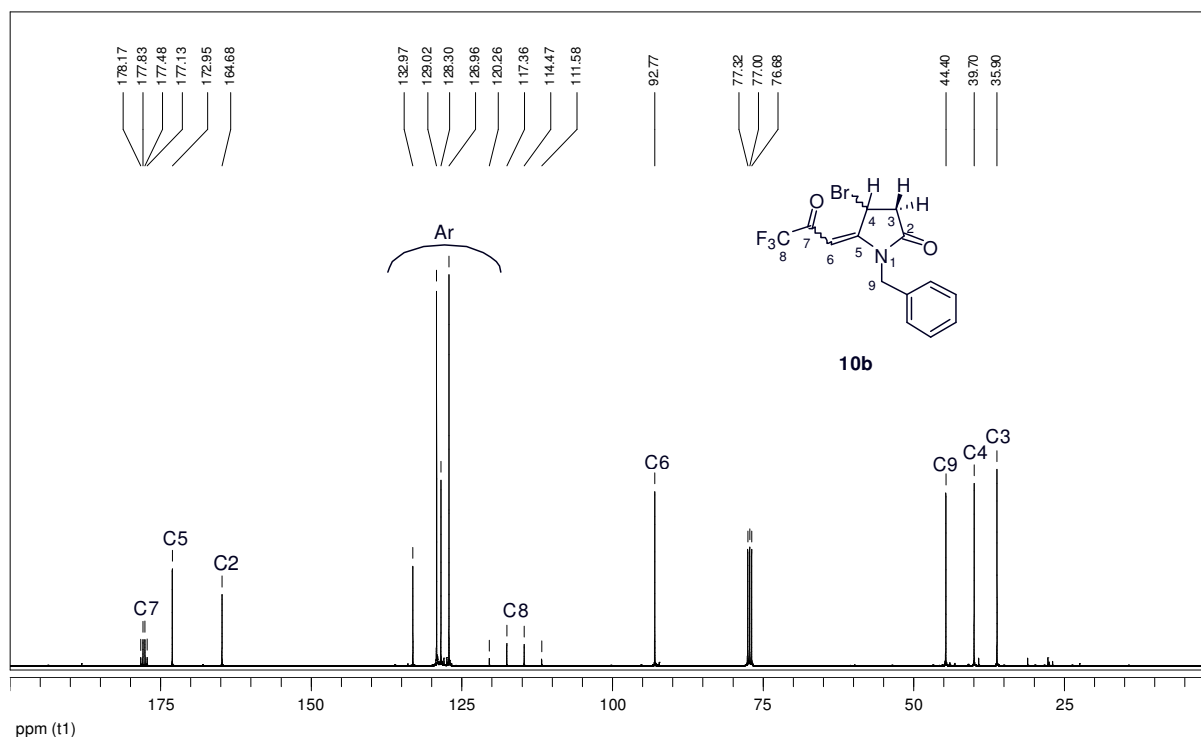 178.17
177.83
177.48
177.13
172.95
164.68
132.97
129.02
128.30
126.96
120.26
117.36
114.47
111.58
92.77
77.32
77.00
76.68
44.40
39.70
35.90
Br H H
O 4 3 H
F3C 7 2 O
8 6 5 N 1
9
10b
Ar
C7
C5
C2
C8
C6
C9
C4
C3
175 150 125 100 75 50 25
ppm (t1)